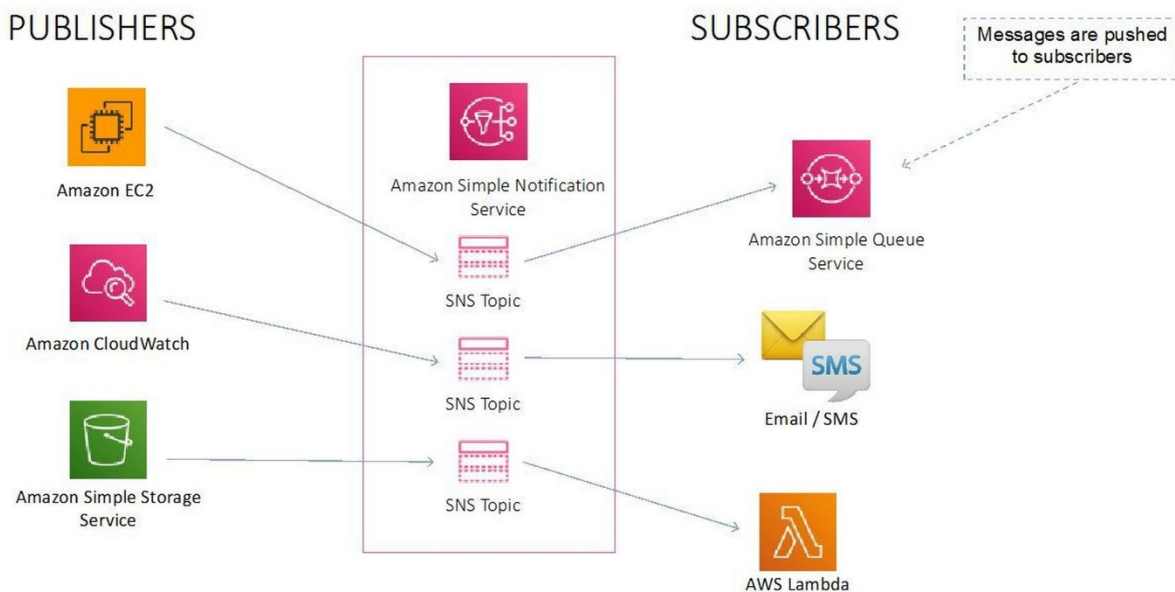 PUBLISHERS
SUBSCRIBERS
Messages are pushed
to subscribers
Amazon EC2
Amazon Simple Notification
Service
Amazon Simple Queue
Service
SNS Topic
Amazon CloudWatch
SNS Topic
SMS
Email / SMS
Amazon Simple Storage
Service
SNS Topic
AWS Lambda